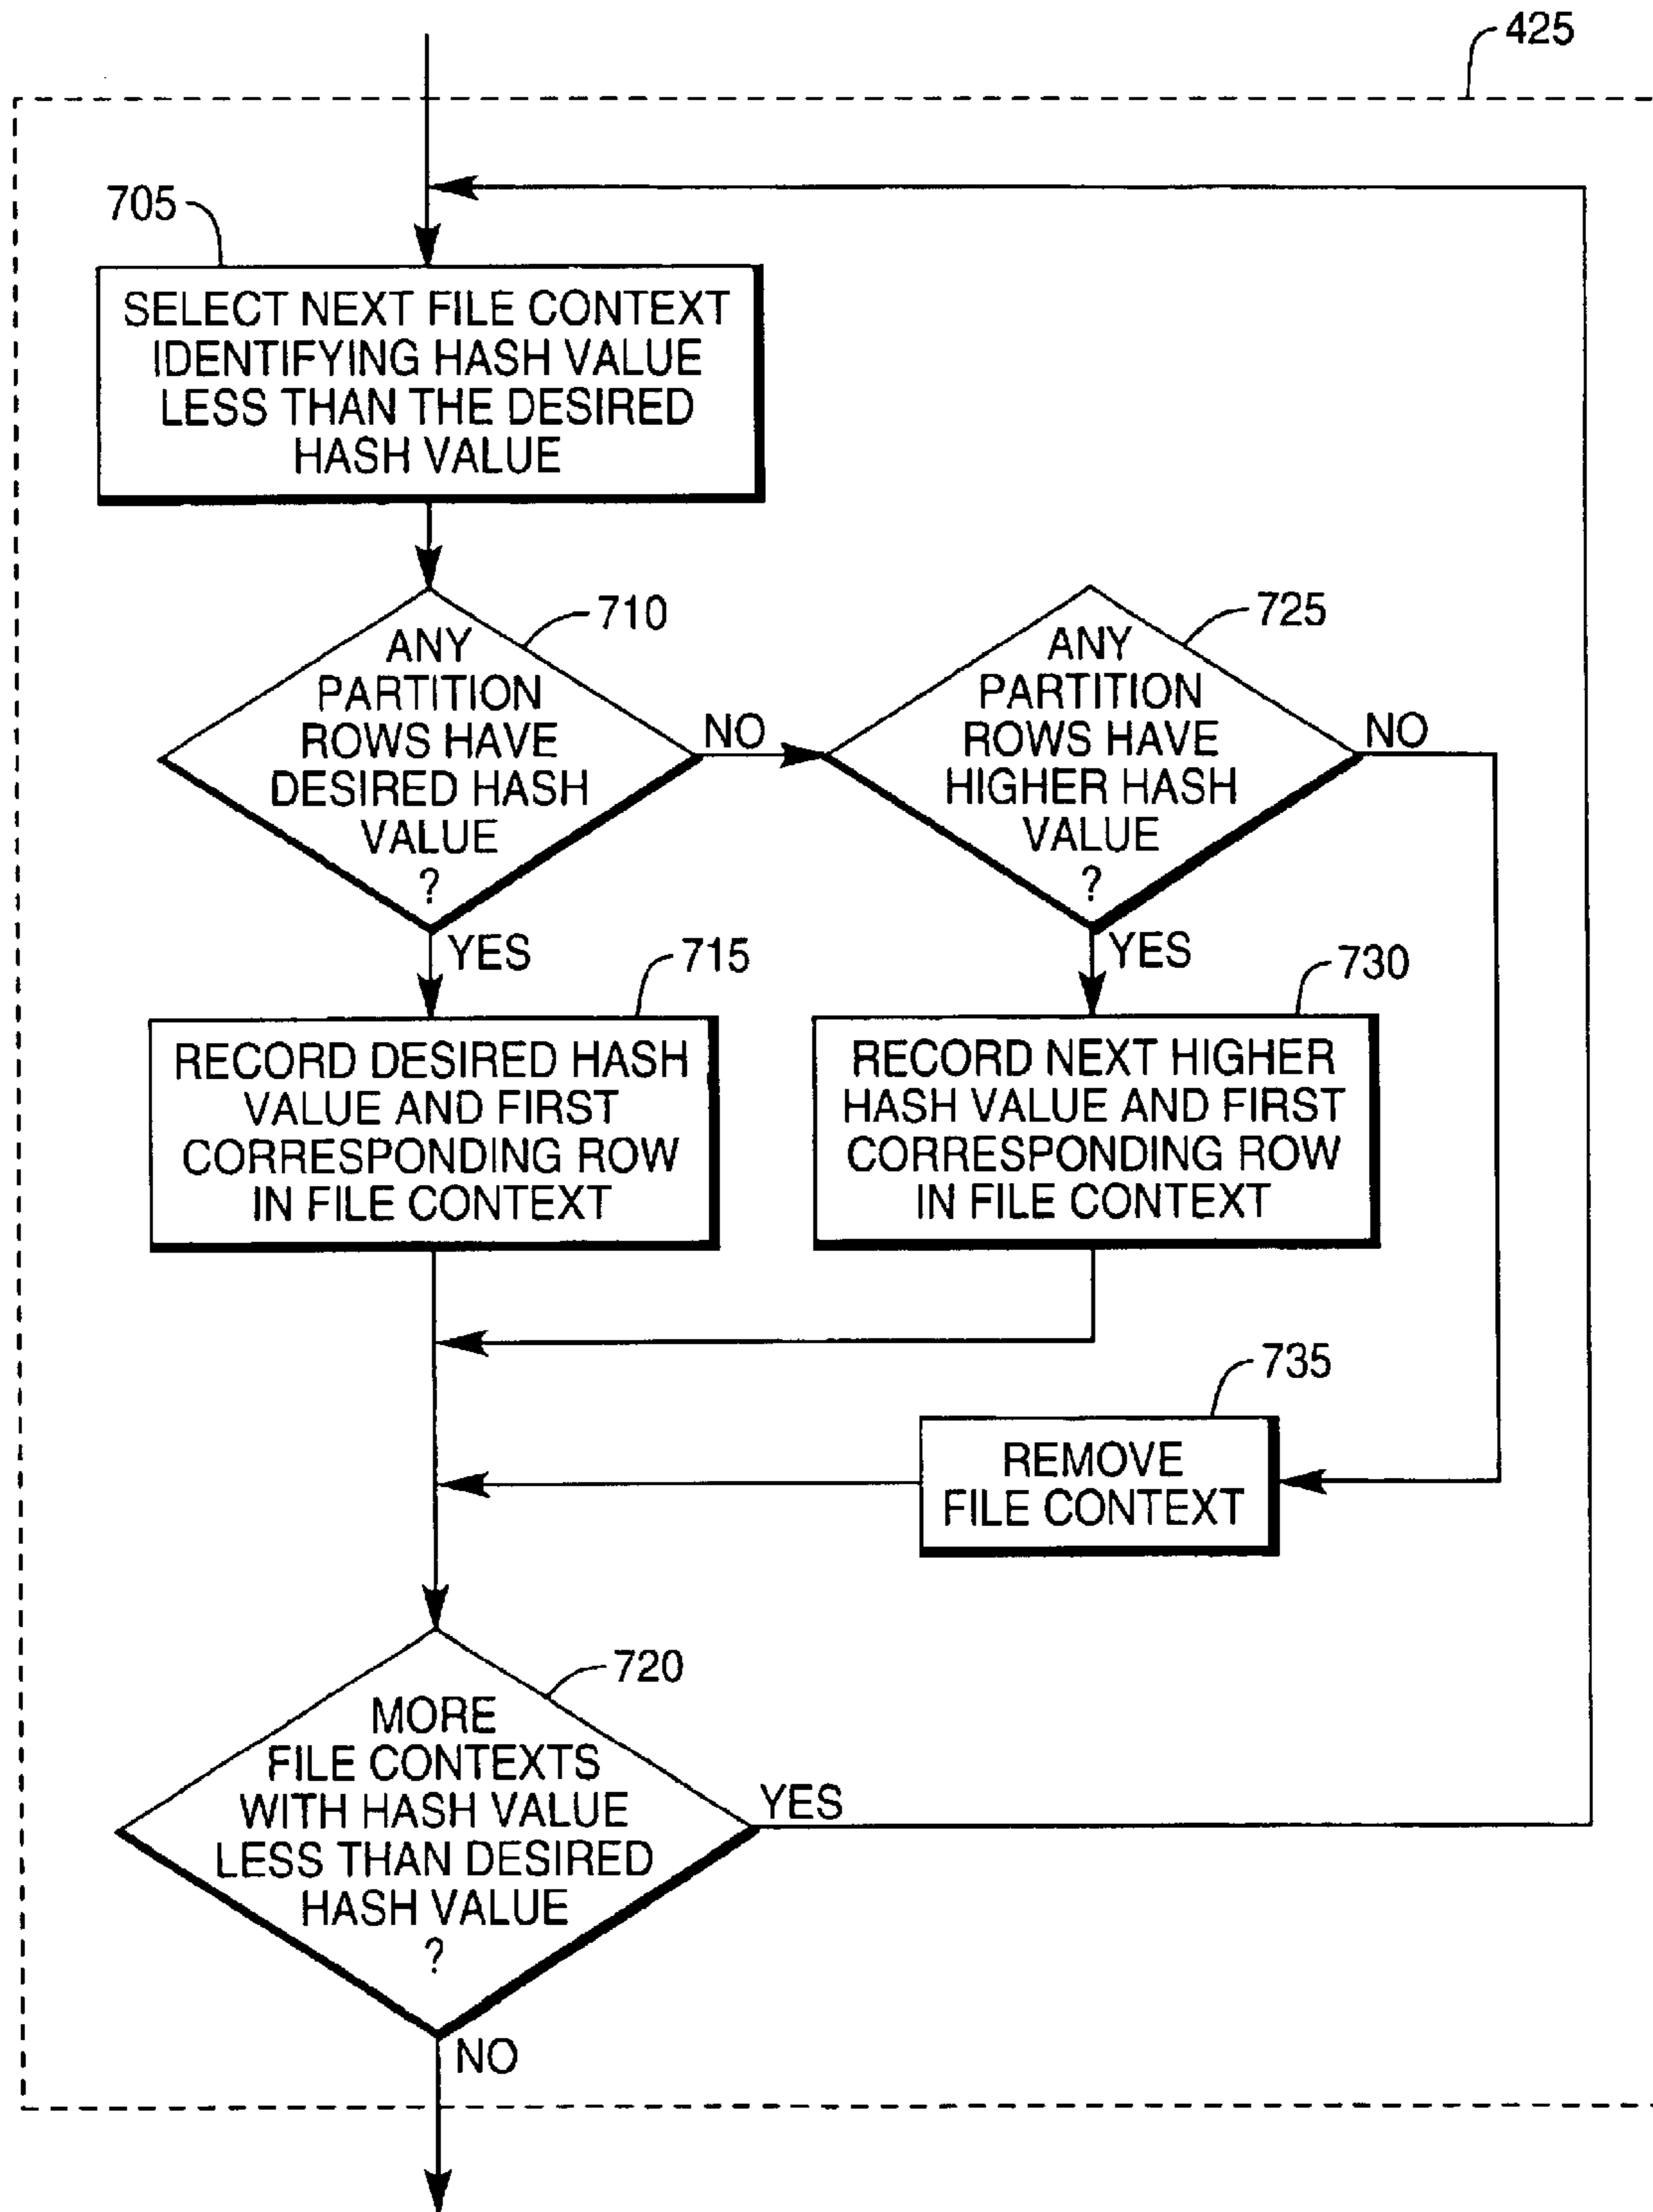 425
705
SELECT NEXT FILE CONTEXT
IDENTIFYING HASH VALUE
LESS THAN THE DESIRED
HASH VALUE
710
ANY
PARTITION
ROWS HAVE
DESIRED HASH
VALUE
?
NO
YES
725
ANY
PARTITION
ROWS HAVE
HIGHER HASH
VALUE
?
NO
YES
715
RECORD DESIRED HASH
VALUE AND FIRST
CORRESPONDING ROW
IN FILE CONTEXT
730
RECORD NEXT HIGHER
HASH VALUE AND FIRST
CORRESPONDING ROW
IN FILE CONTEXT
735
REMOVE
FILE CONTEXT
720
MORE
FILE CONTEXTS
WITH HASH VALUE
LESS THAN DESIRED
HASH VALUE
?
YES
NO